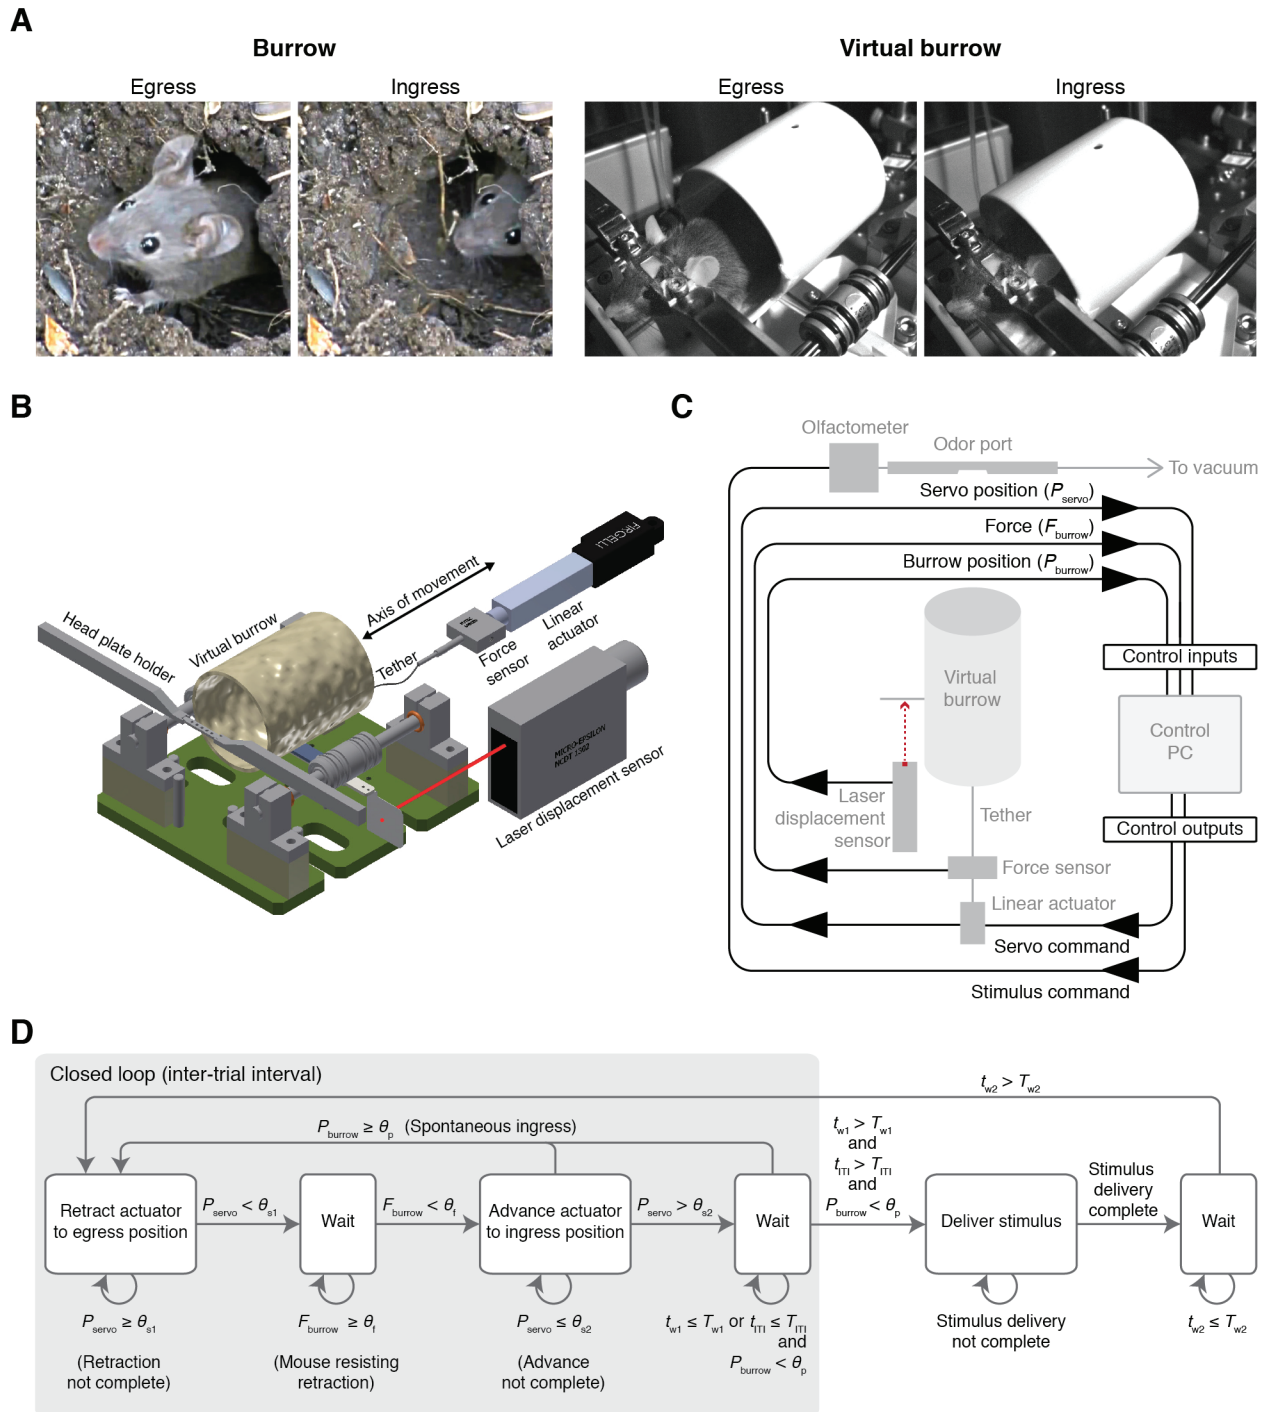 A
Burrow
Virtual burrow
Egress
Ingress
Egress
Ingress
B
Head plate holder
Virtual burrow
Axis of movement
Tether
Force
sensor
Linear
actuator
FIRGELLI
MICRO-EPSILON
NCDT 1302
Laser displacement sensor
C
Olfactometer
Odor port
To vacuum
Servo position (Pservo)
Force (Fburrow)
Burrow position (Pburrow)
Control inputs
Virtual
burrow
Control
PC
Laser
displacement
sensor
Tether
Control outputs
Force sensor
Linear actuator
Servo command
Stimulus command
D
Closed loop (inter-trial interval)
tw2 > Tw2
Pburrow ≥ θp (Spontaneous ingress)
tw1 > Tw1
and
tITI > TITI
and
Pburrow < θp
Retract actuator
to egress position
Pservo < θs1
Wait
Fburrow < θf
Advance actuator
to ingress position
Pservo > θs2
Wait
Deliver stimulus
Stimulus
delivery
complete
Wait
Pservo ≥ θs1
(Retraction
not complete)
Fburrow ≥ θf
(Mouse resisting
retraction)
Pservo ≤ θs2
(Advance
not complete)
tw1 ≤ Tw1 or tITI ≤ TITI
and
Pburrow < θp
Stimulus delivery
not complete
tw2 ≤ Tw2